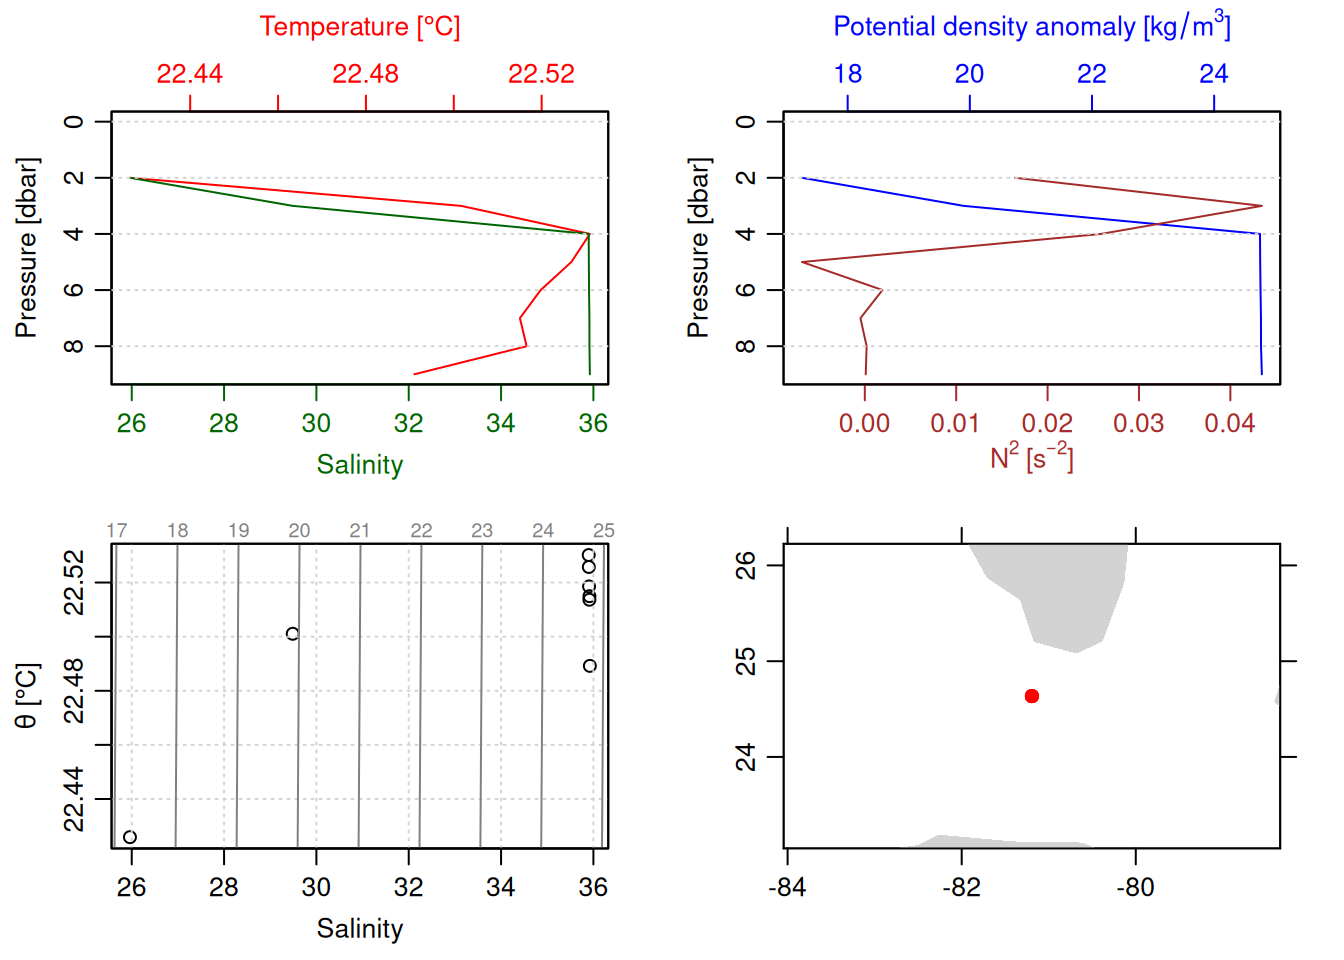 Temperature [°C]
22.44 22.48 22.52
Pressure [dbar]
0 2 4 6 8
26 28 30 32 34 36
Salinity
Potential density anomaly [kg/m³]
18 20 22 24
Pressure [dbar]
0 2 4 6 8
0.00 0.01 0.02 0.03 0.04
N² [s⁻²]
17 18 19 20 21 22 23 24 25
θ [°C]
22.52 22.48 22.44
26 28 30 32 34 36
Salinity
26 25 24
-84 -82 -80